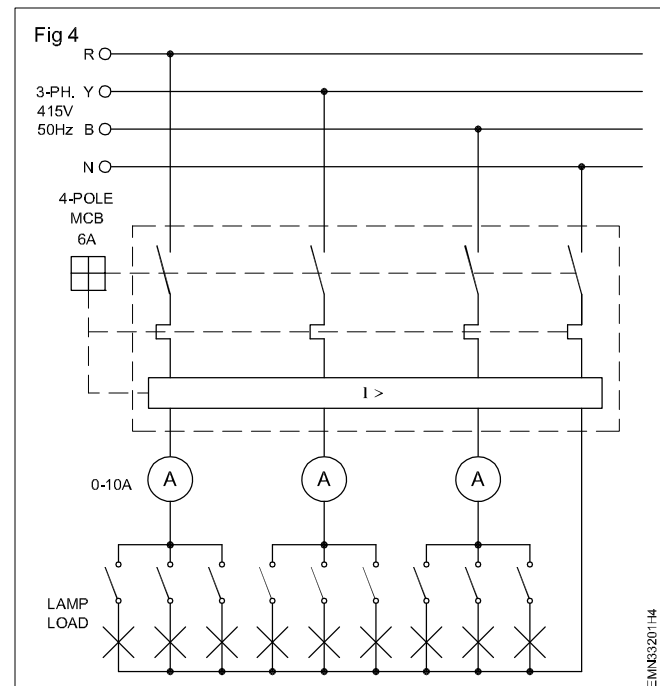 Fig 4
R
3-PH. Y
415V
50Hz B
N
4-POLE
MCB
6A
I >
0-10A
A
A
A
LAMP
LOAD
EMN33201H4